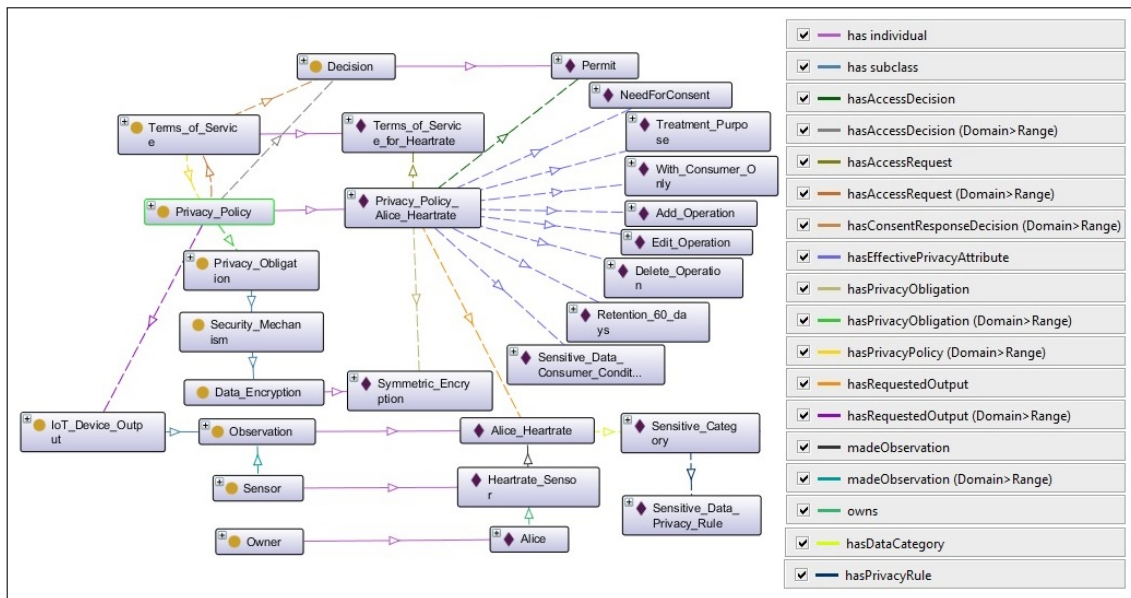 Decision
Permit
NeedForConsent
Terms_of_Servic
e
Terms_of_Servic
e_for_Heartrate
Treatment_Purpo
se
With_Consumer_O
nly
Privacy_Policy
Privacy_Policy_
Alice_Heartrate
Add_Operation
Edit_Operation
Privacy_Obligat
ion
Delete_Operatio
n
Security_Mechan
ism
Retention_60_da
ys
Sensitive_Data_
Consumer_Condit...
Data_Encryption
Symmetric_Encry
ption
IoT_Device_Outp
ut
Observation
Alice_Heartrate
Sensitive_Categ
ory
Sensor
Heartrate_Senso
r
Sensitive_Data_
Privacy_Rule
Owner
Alice
has individual
has subclass
hasAccessDecision
hasAccessDecision (Domain>Range)
hasAccessRequest
hasAccessRequest (Domain>Range)
hasConsentResponseDecision (Domain>Range)
hasEffectivePrivacyAttribute
hasPrivacyObligation
hasPrivacyObligation (Domain>Range)
hasPrivacyPolicy (Domain>Range)
hasRequestedOutput
hasRequestedOutput (Domain>Range)
madeObservation
madeObservation (Domain>Range)
owns
hasDataCategory
hasPrivacyRule